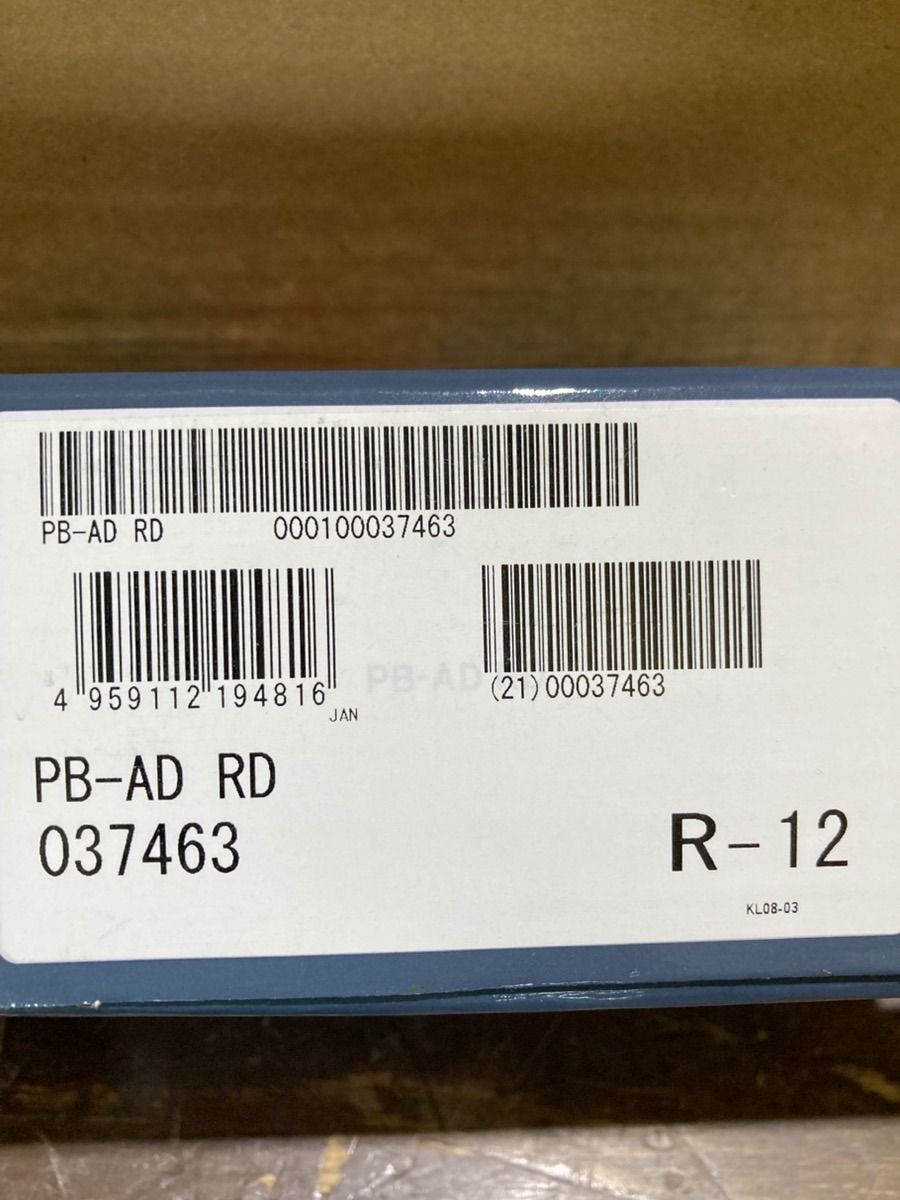 PB-AD RD 000100037463
4 959112 194816
JAN
PB-AD
(21)00037463
PB-AD RD
037463
R-12
KL08-03